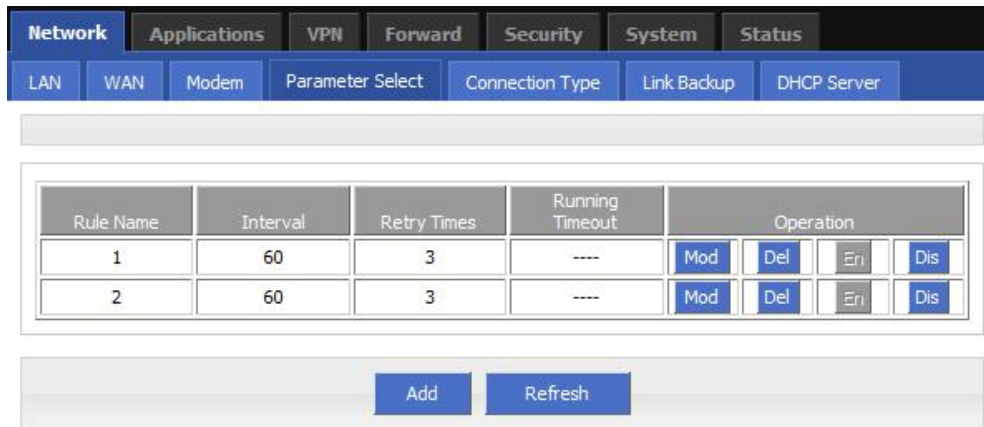 Network Applications VPN Forward Security System Status
LAN WAN Modem Parameter Select Connection Type Link Backup DHCP Server
Rule Name Interval Retry Times Running Timeout Operation
1 60 3 ---- Mod Del En Dis
2 60 3 ---- Mod Del En Dis
Add Refresh